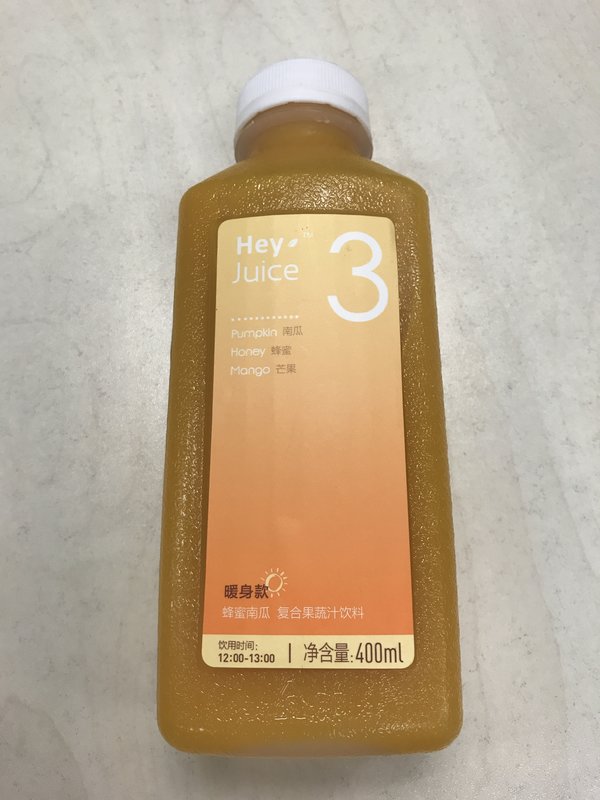 Hey
Juice
3
Pumpkin 南瓜
Honey 蜂蜜
Mango 芒果
暖身款
蜂蜜南瓜 复合果蔬汁饮料
饮用时间:
12:00-13:00
净含量:400ml